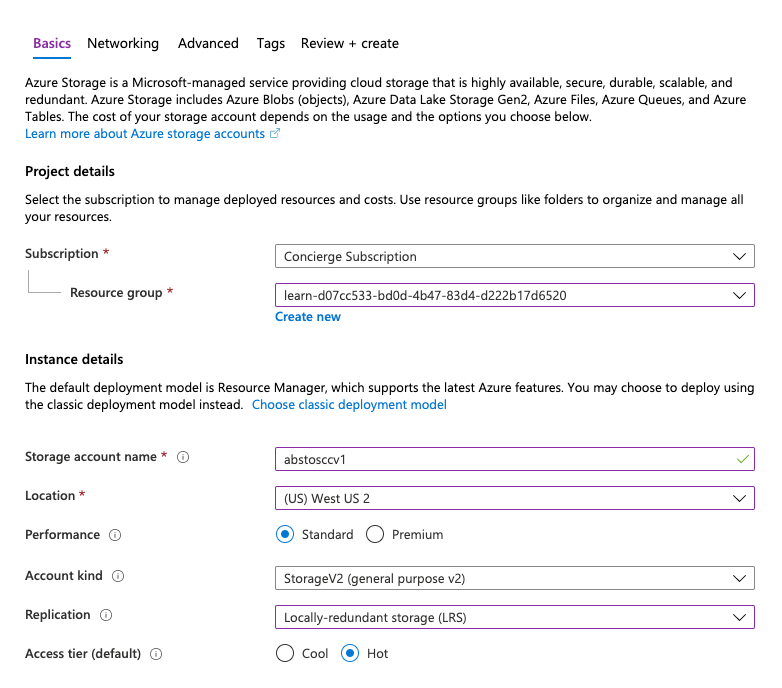 Basics Networking Advanced Tags Review + create
Azure Storage is a Microsoft-managed service providing cloud storage that is highly available, secure, durable, scalable, and
redundant. Azure Storage includes Azure Blobs (objects), Azure Data Lake Storage Gen2, Azure Files, Azure Queues, and Azure
Tables. The cost of your storage account depends on the usage and the options you choose below.
Learn more about Azure storage accounts
Project details
Select the subscription to manage deployed resources and costs. Use resource groups like folders to organize and manage all
your resources.
Subscription * Concierge Subscription
Resource group * learn-d07cc533-bd0d-4b47-83d4-d222b17d6520
Create new
Instance details
The default deployment model is Resource Manager, which supports the latest Azure features. You may choose to deploy using
the classic deployment model instead. Choose classic deployment model
Storage account name * abstosccv1
Location * (US) West US 2
Performance Standard Premium
Account kind StorageV2 (general purpose v2)
Replication Locally-redundant storage (LRS)
Access tier (default) Cool Hot